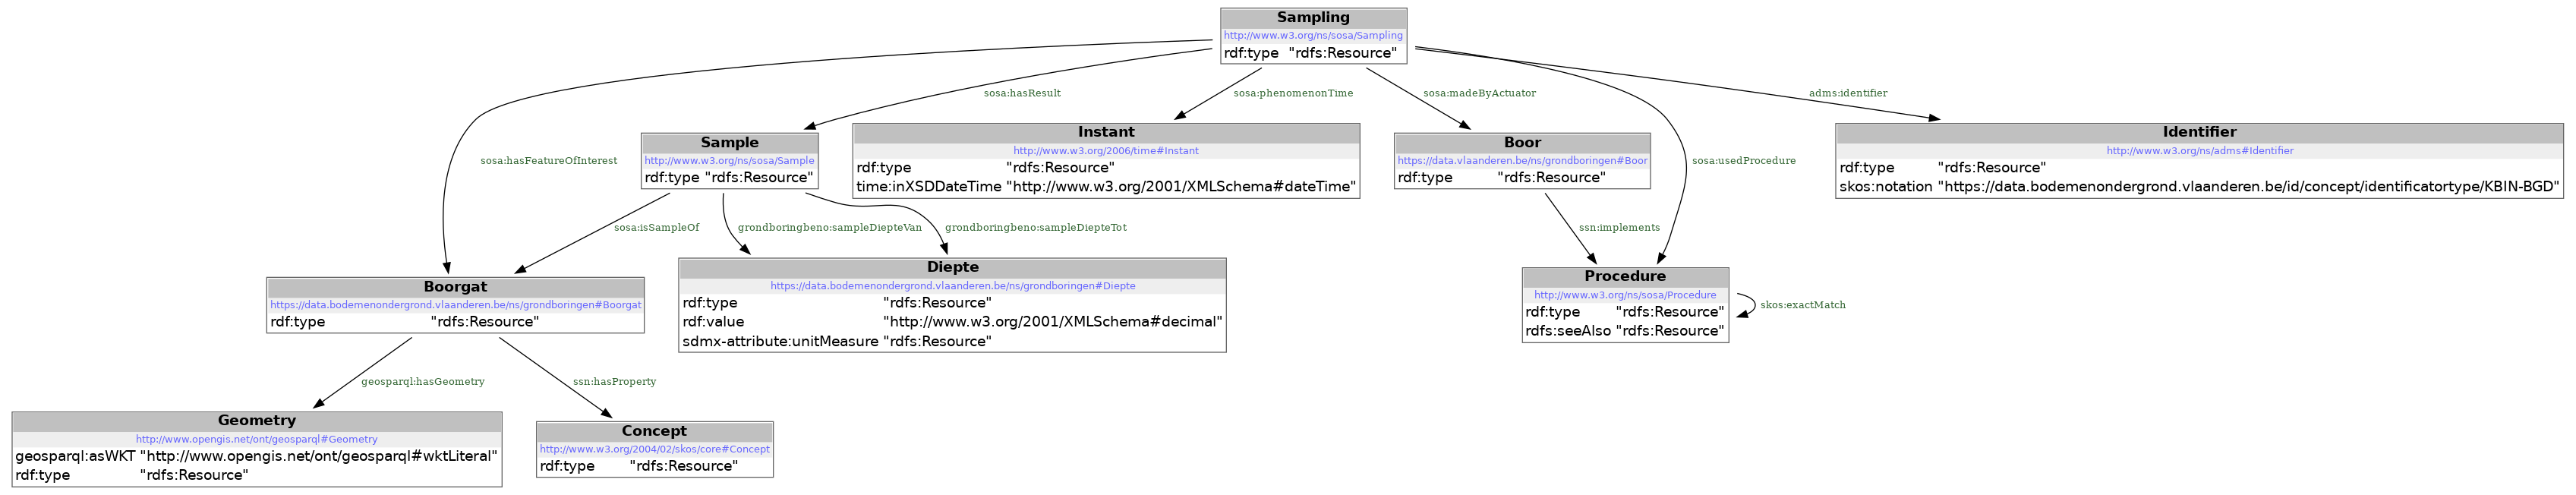 Sampling
http://www.w3.org/ns/sosa/Sampling
rdf:type "rdfs:Resource"
sosa:hasResult
sosa:phenomenonTime
sosa:madeByActuator
adms:identifier
sosa:hasFeatureOfInterest
sosa:usedProcedure
Sample
http://www.w3.org/ns/sosa/Sample
rdf:type "rdfs:Resource"
Instant
http://www.w3.org/2006/time#Instant
rdf:type "rdfs:Resource"
time:inXSDDateTime "http://www.w3.org/2001/XMLSchema#dateTime"
Boor
https://data.vlaanderen.be/ns/grondboringen#Boor
rdf:type "rdfs:Resource"
Identifier
http://www.w3.org/ns/adms#Identifier
rdf:type "rdfs:Resource"
skos:notation "https://data.bodemenondergrond.vlaanderen.be/id/concept/identificatortype/KBIN-BGD"
sosa:isSampleOf
grondboringbeno:sampleDiepteVan
grondboringbeno:sampleDiepteTot
ssn:implements
Boorgat
https://data.bodemenondergrond.vlaanderen.be/ns/grondboringen#Boorgat
rdf:type "rdfs:Resource"
Diepte
https://data.bodemenondergrond.vlaanderen.be/ns/grondboringen#Diepte
rdf:type "rdfs:Resource"
rdf:value "http://www.w3.org/2001/XMLSchema#decimal"
sdmx-attribute:unitMeasure "rdfs:Resource"
Procedure
http://www.w3.org/ns/sosa/Procedure
rdf:type "rdfs:Resource"
rdfs:seeAlso "rdfs:Resource"
skos:exactMatch
geosparql:hasGeometry
ssn:hasProperty
Geometry
http://www.opengis.net/ont/geosparql#Geometry
geosparql:asWKT "http://www.opengis.net/ont/geosparql#wktLiteral"
rdf:type "rdfs:Resource"
Concept
http://www.w3.org/2004/02/skos/core#Concept
rdf:type "rdfs:Resource"